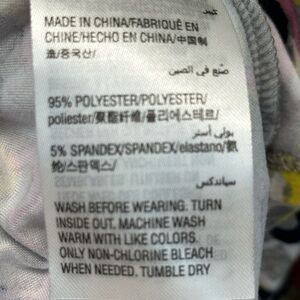 كبير
MADE IN CHINA/FABRIQUÉ EN
CHINE/HECHO EN CHINA/中国制
造/중국산/
صنع في الصين
95% POLYESTER/POLYESTER/
poliéster/聚酯纤维/폴리에스테르/
بولي أستر
5% SPANDEX/SPANDEX/elastano/氨
纶/스판덱스/
سباندكس
WASH BEFORE WEARING. TURN
INSIDE OUT. MACHINE WASH
WARM WITH LIKE COLORS.
ONLY NON-CHLORINE BLEACH
WHEN NEEDED. TUMBLE DRY